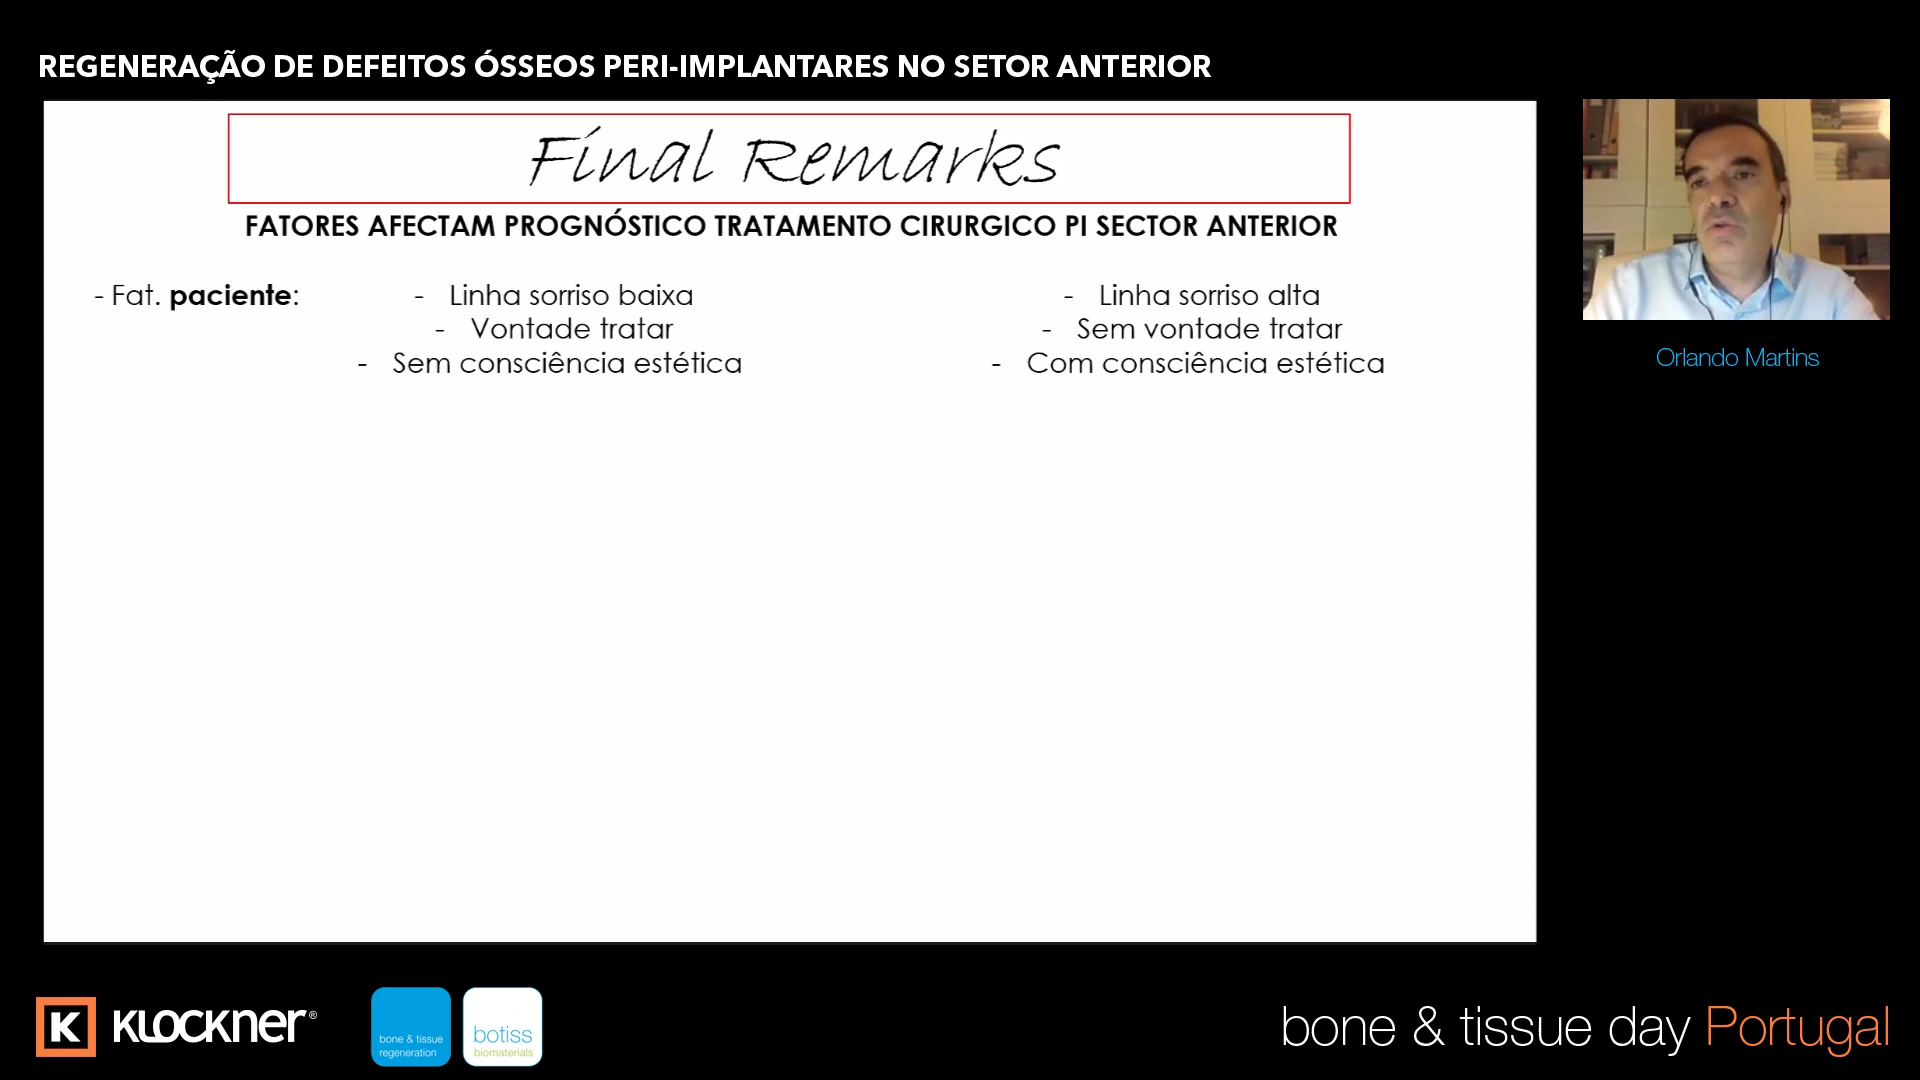 REGENERAÇÃO DE DEFEITOS ÓSSEOS PERI-IMPLANTARES NO SETOR ANTERIOR
Final Remarks
FATORES AFECTAM PROGNÓSTICO TRATAMENTO CIRURGICO PI SECTOR ANTERIOR
- Fat. paciente:
- Linha sorriso baixa
- Vontade tratar
- Sem consciência estética
- Linha sorriso alta
- Sem vontade tratar
- Com consciência estética
Orlando Martins
K KLOCKNER®
bone & tissue
regeneration
botiss
biomaterials
bone & tissue day Portugal